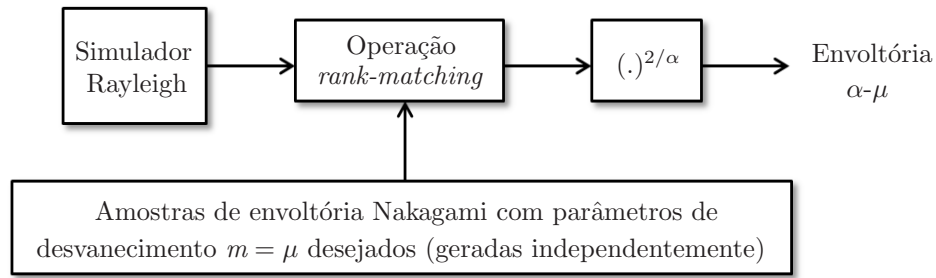 Simulador
Rayleigh
Operação
rank-matching
(.)^{2/α}
Envoltória
α-μ
Amostras de envoltória Nakagami com parâmetros de
desvanecimento m = μ desejados (geradas independentemente)